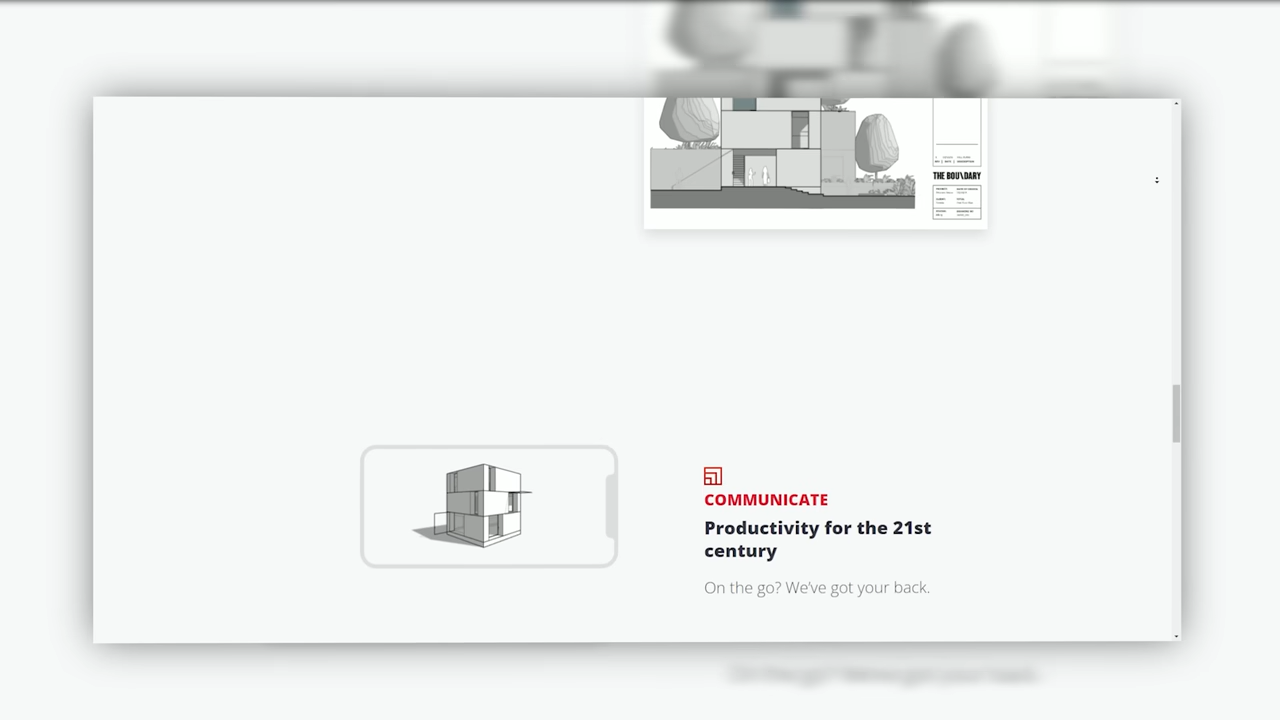 THE BOU\DARY
COMMUNICATE
Productivity for the 21st
century
On the go? We've got your back.